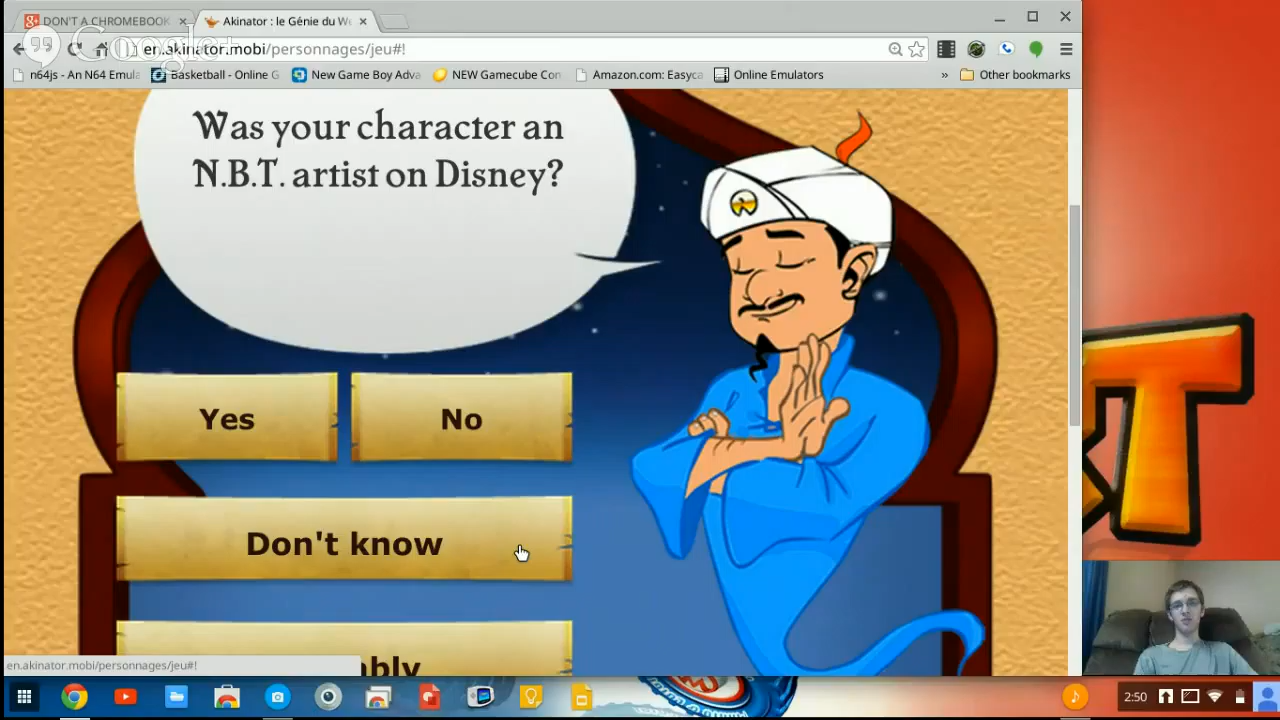 DON'T A CHROMEBOOK
Akinator : le Génie du W
Google+
en.akinator.mobi/personnages/jeu#!
n64js - An N64 Emula
Basketball - Online G
New Game Boy Adva
NEW Gamecube Con
Amazon.com: Easyca
Online Emulators
»
Other bookmarks
Was your character an
N.B.T. artist on Disney?
Yes
No
Don't know
bly
en.akinator.mobi/personnages/jeu#!
2:50
T